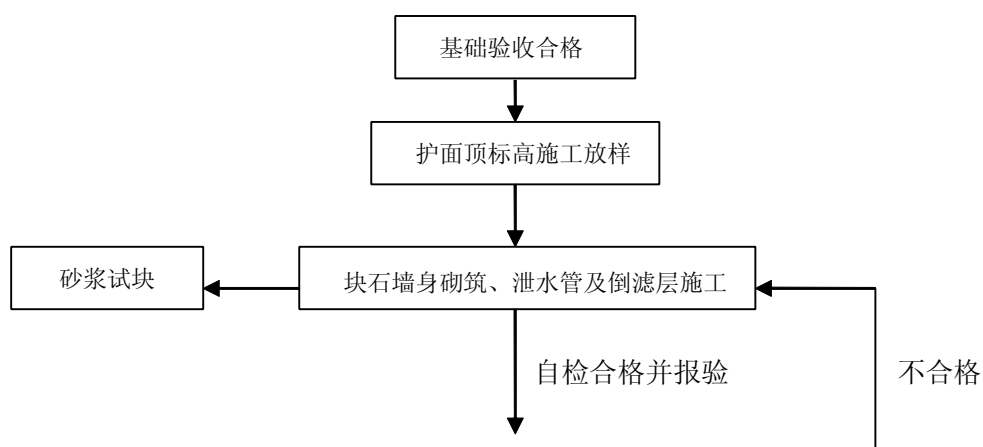 基础验收合格
护面顶标高施工放样
砂浆试块
块石墙身砌筑、泄水管及倒滤层施工
自检合格并报验
不合格